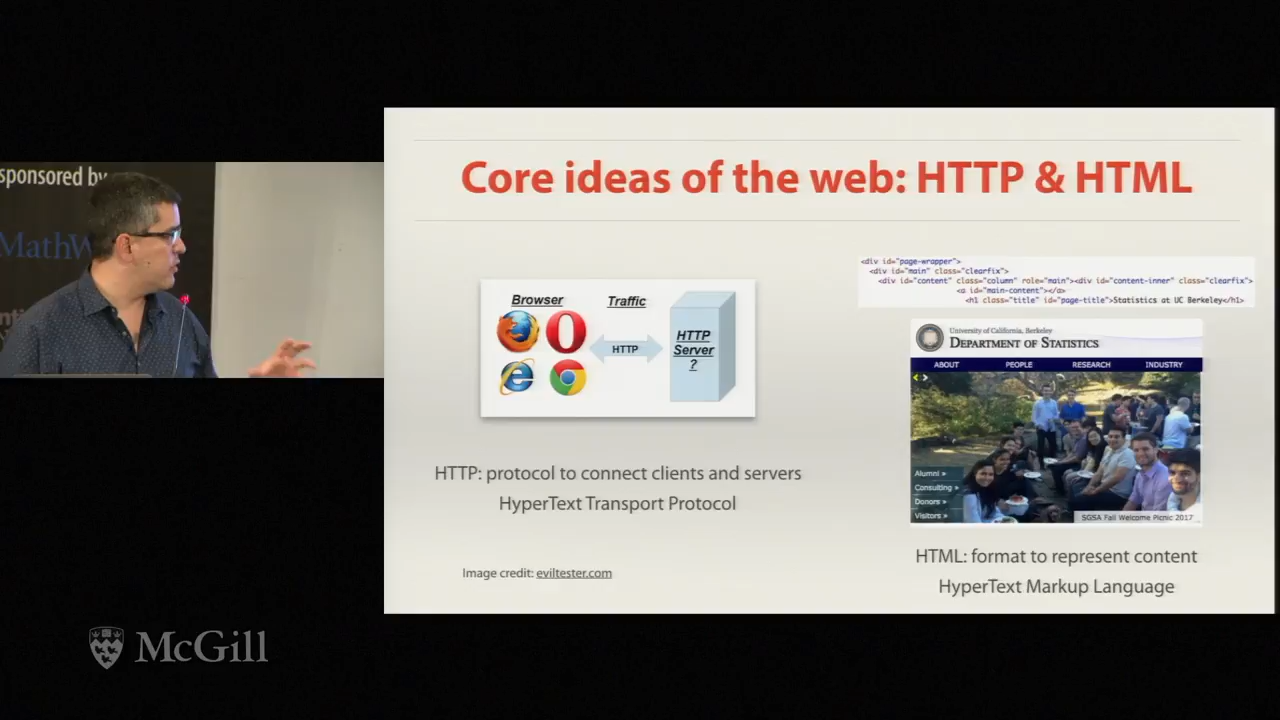 sponsored by
MathW
Core ideas of the web: HTTP & HTML
Browser
Traffic
HTTP
HTTP
Server
?
HTTP: protocol to connect clients and servers
HyperText Transport Protocol
Image credit: eviltester.com
<div id="page-wrapper">
<div id="main" class="clearfix">
<div id="content" class="column" role="main"><div id="content-inner" class="clearfix">
<a id="main-content"></a>
<h1 class="title" id="page-title">Statistics at UC Berkeley</h1>
University of California, Berkeley
DEPARTMENT OF STATISTICS
ABOUT PEOPLE RESEARCH INDUSTRY
Alumni »
Consulting »
Donors »
Visitors »
SGSA Fall Welcome Picnic 2017
HTML: format to represent content
HyperText Markup Language
McGill